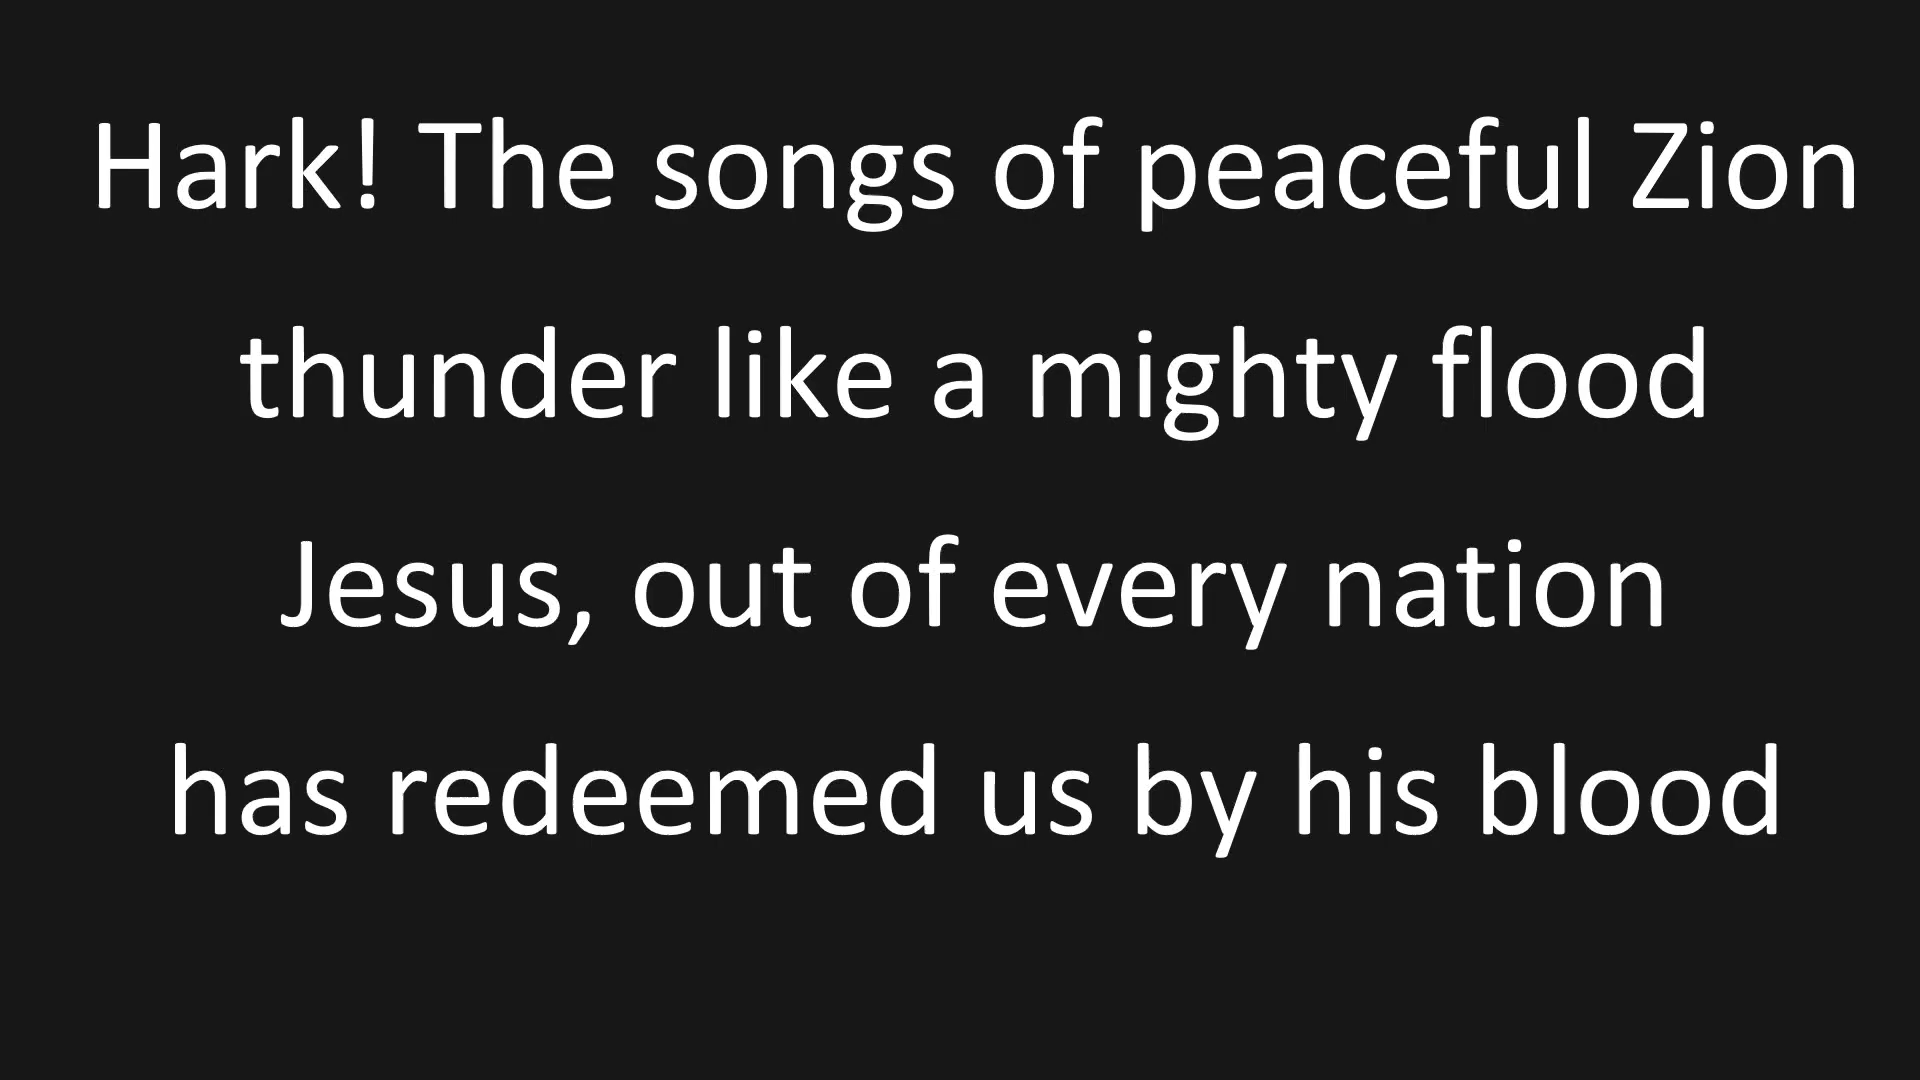 Hark! The songs of peaceful Zion
thunder like a mighty flood
Jesus, out of every nation
has redeemed us by his blood